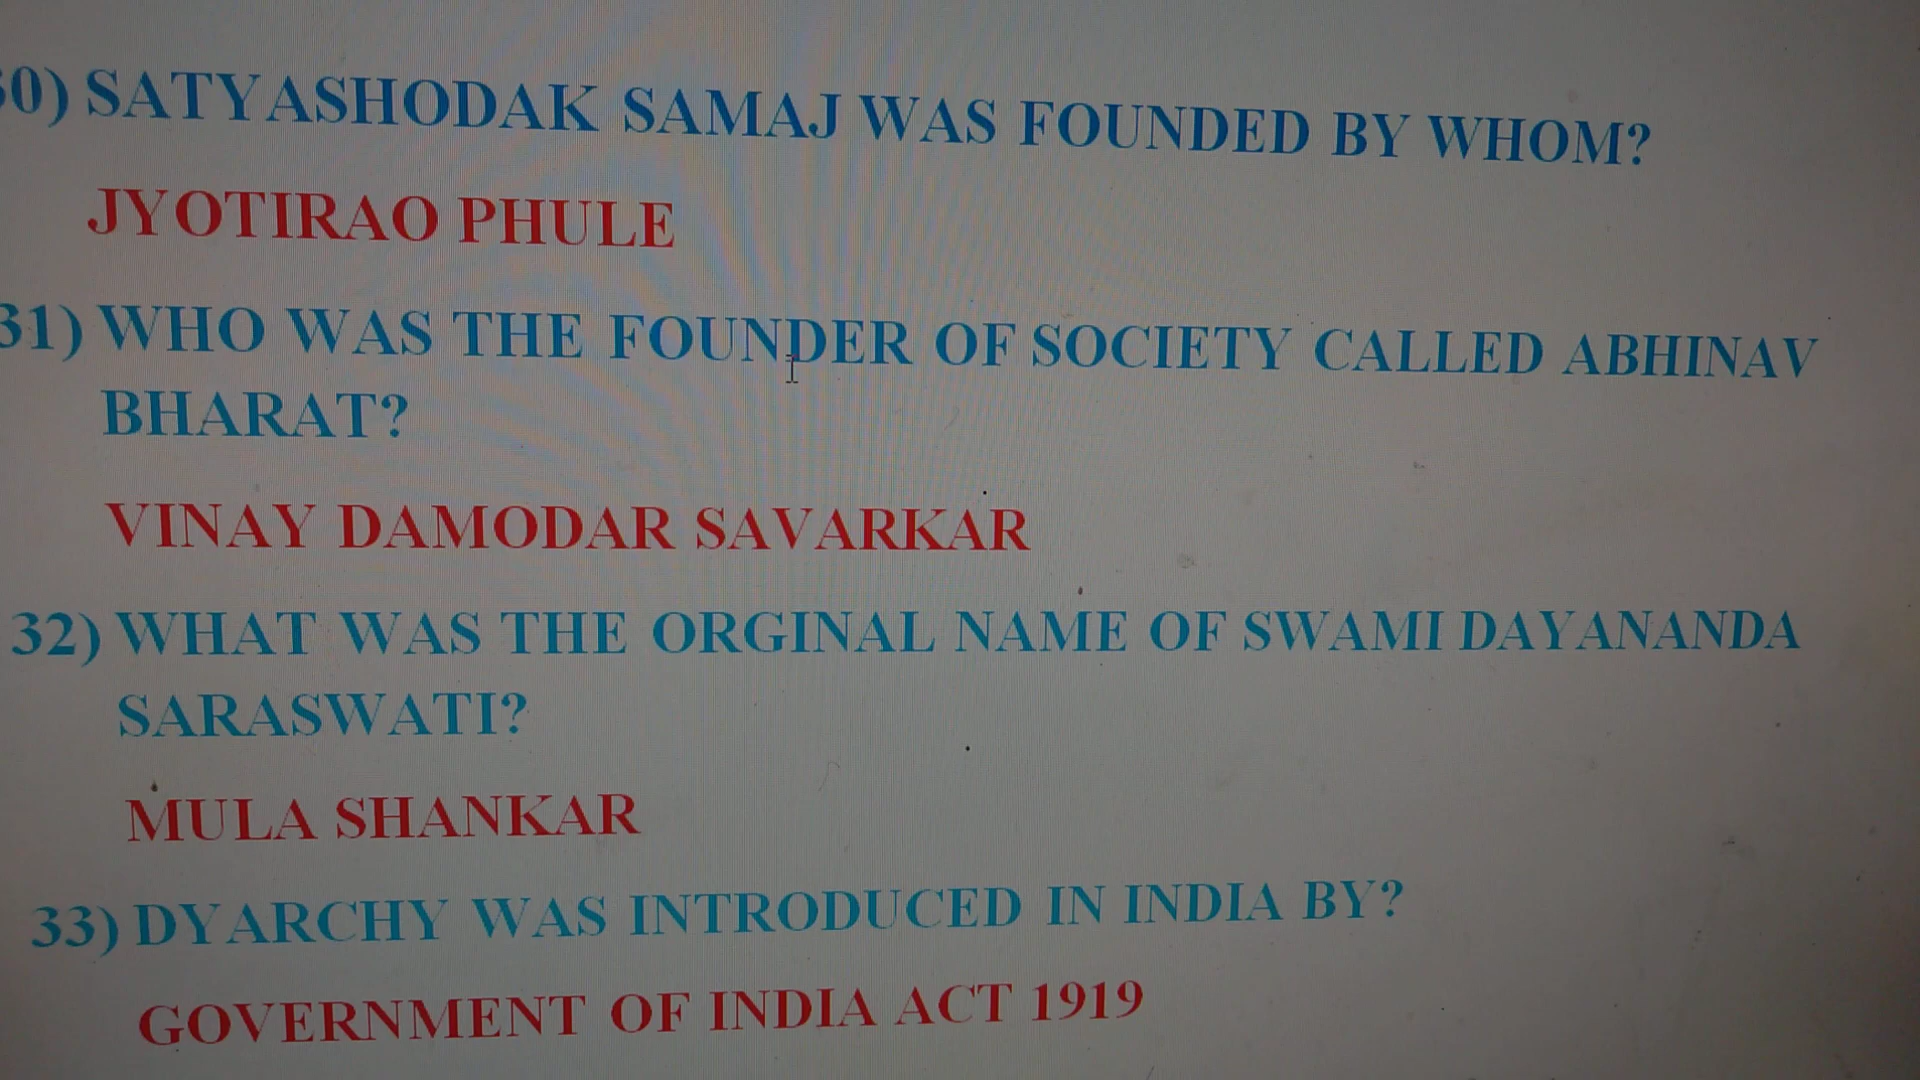 30) SATYASHODAK SAMAJ WAS FOUNDED BY WHOM?
JYOTIRAO PHULE
31) WHO WAS THE FOUNDER OF SOCIETY CALLED ABHINAV
BHARAT?
VINAY DAMODAR SAVARKAR
32) WHAT WAS THE ORGINAL NAME OF SWAMI DAYANANDA
SARASWATI?
MULA SHANKAR
33) DYARCHY WAS INTRODUCED IN INDIA BY?
GOVERNMENT OF INDIA ACT 1919